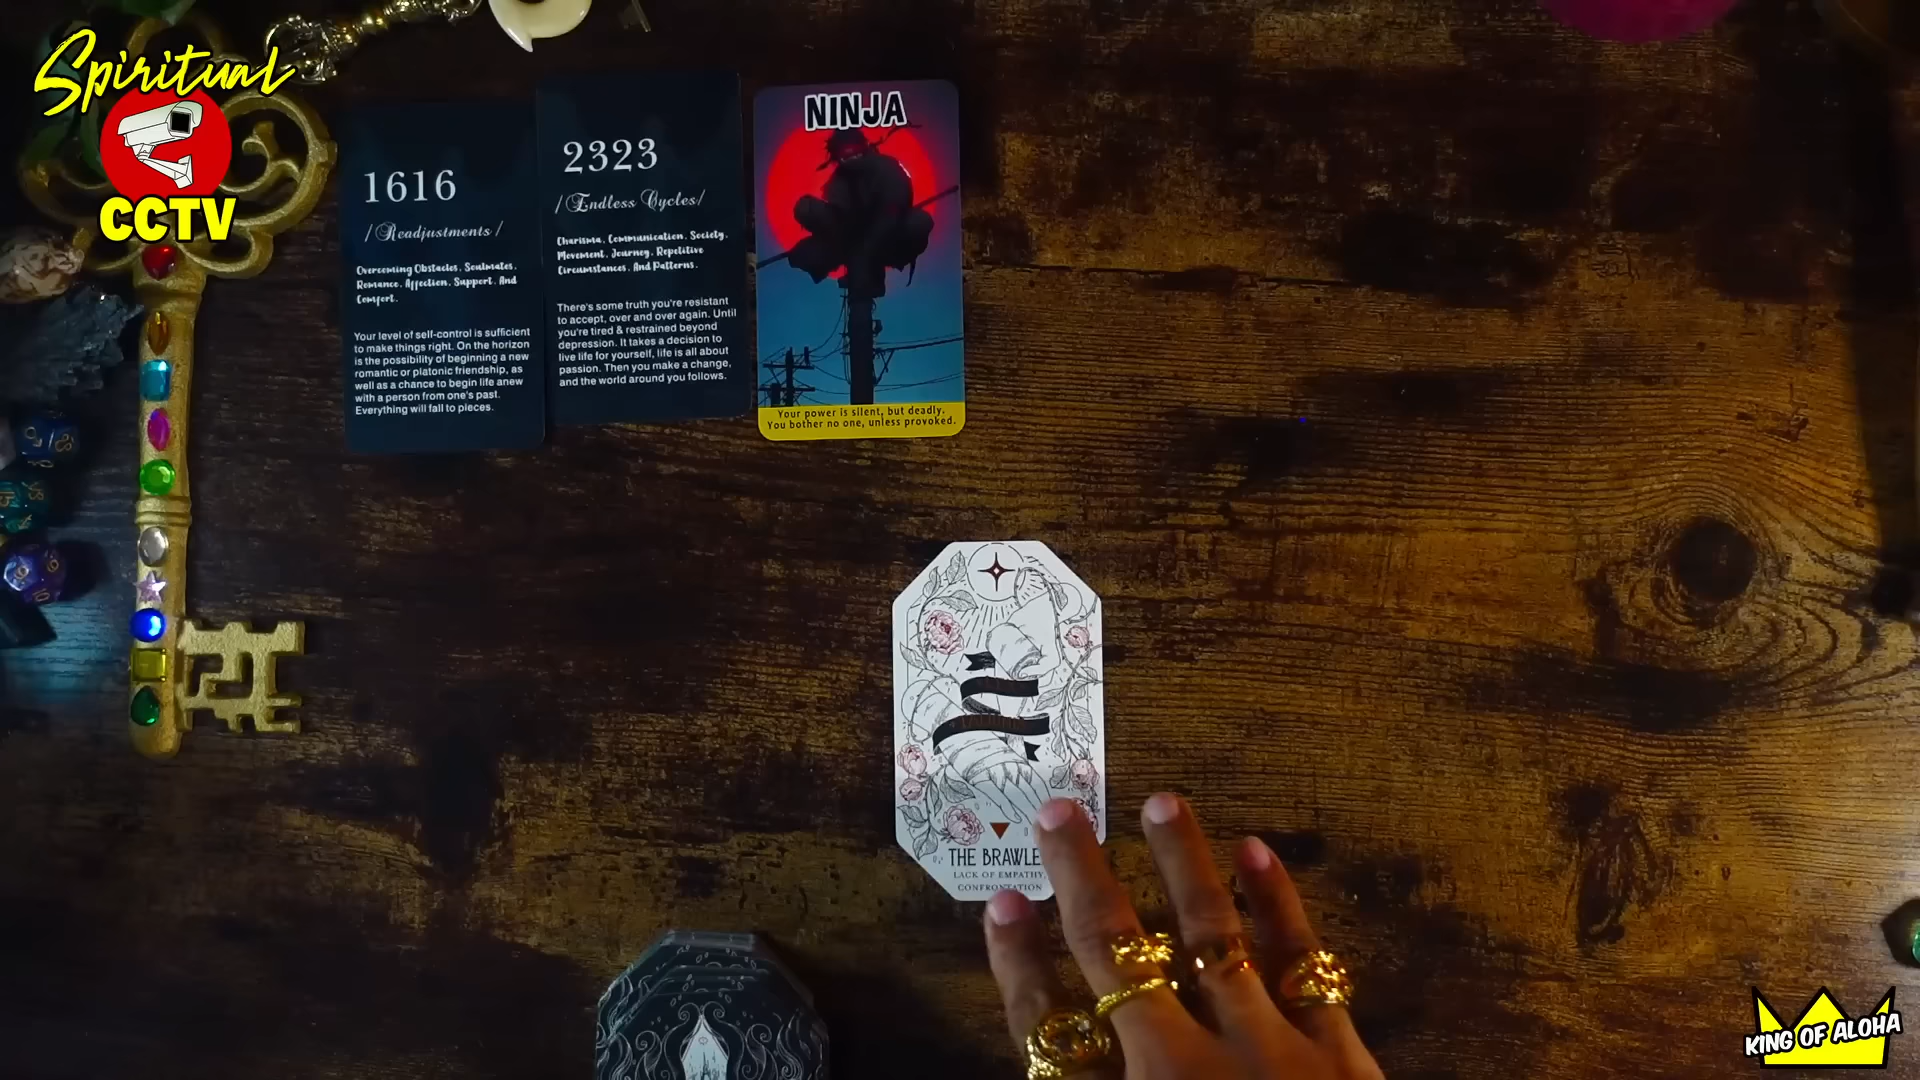 Spiritual
CCTV
1616
/Readjustments/
Overcoming Obstacles, Soulmates,
Romance, Affection, Support, And
Comfort.
Your level of self-control is sufficient
to make things right. On the horizon
is the possibility of beginning a new
romantic or platonic friendship, as
well as a chance to begin life anew
with a person from one's past.
Everything will fall to pieces.
2323
/Endless Cycles/
Charisma, Communication, Society,
Movement, Journey, Repetitive
Circumstances, And Patterns.
There's some truth you're resistant
to accept, over and over again. Until
you're tired & restrained beyond
depression. It takes a decision to
live life for yourself, life is all about
passion. Then you make a change,
and the world around you follows.
NINJA
Your power is silent, but deadly.
You bother no one, unless provoked.
THE BRAWLE
LACK OF EMPATHY,
CONFRONTATION
KING OF ALOHA